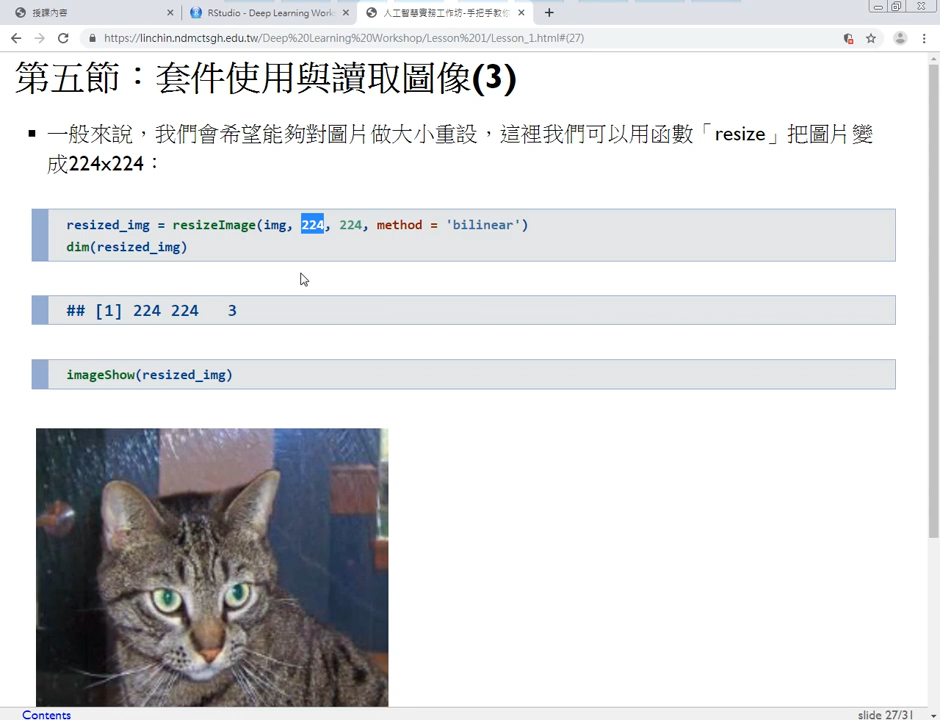 授課內容
RStudio - Deep Learning Work
人工智慧實務工作坊-手把手教你
https://linchin.ndmctsgh.edu.tw/Deep%20Learning%20Workshop/Lesson%201/Lesson_1.html#(27)
第五節：套件使用與讀取圖像(3)
一般來說，我們會希望能夠對圖片做大小重設，這裡我們可以用函數「resize」把圖片變
成224x224：
resized_img = resizeImage(img, 224, 224, method = 'bilinear')
dim(resized_img)
## [1] 224 224   3
imageShow(resized_img)
Contents
slide 27/31